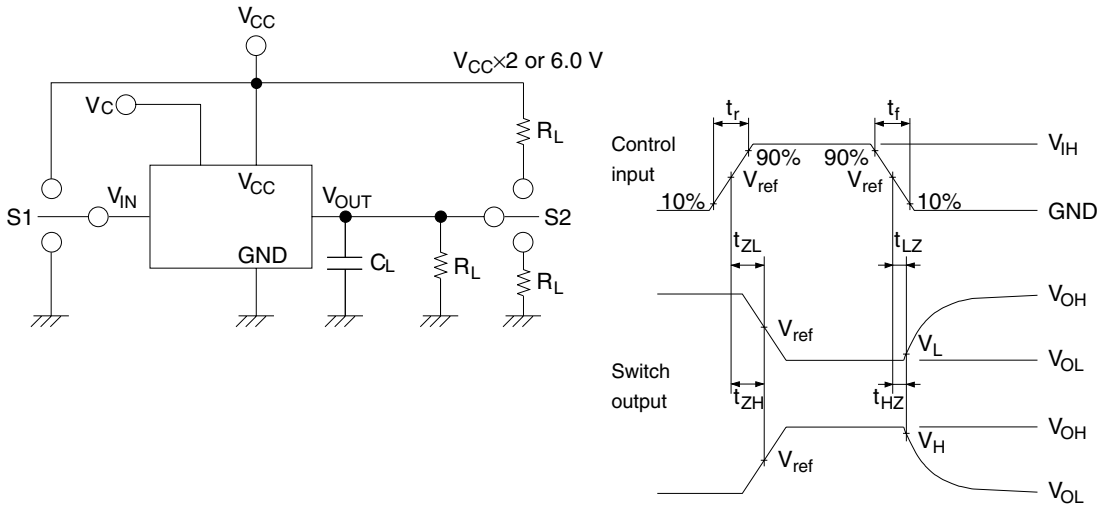 VCC
VCC×2 or 6.0 V
VC
RL
VCC
S1
VIN
VOUT
S2
GND
CL
RL
RL
tr
tf
Control
input
90%
90%
VIH
Vref
Vref
10%
10%
GND
tZL
tLZ
VOH
Vref
VL
VOL
Switch
output
tZH
tHZ
VOH
VH
Vref
VOL